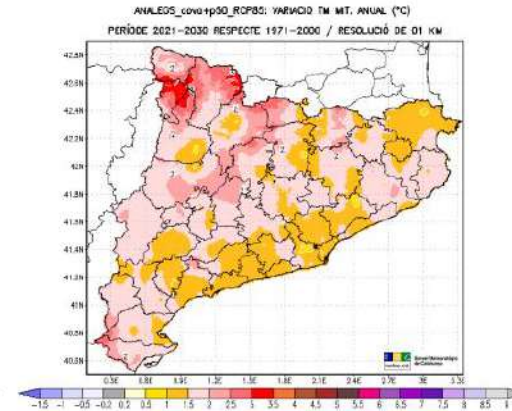 ANALEGS_cova+p50_RCP85: VARIACIÓ TM MIT. ANUAL (°C)
PERÍODE 2021-2030 RESPECTE 1971-2000 / RESOLUCIÓ DE 01 KM
42.8N
42.6N
42.4N
42.2N
42N
41.8N
41.6N
41.4N
41.2N
41N
40.8N
40.6N
0.3E 0.6E 0.9E 1.2E 1.5E 1.8E 2.1E 2.4E 2.7E 3E 3.3E
Servei Meteorològic
de Catalunya
-1.5 -1 -0.5 -0.2 0.2 0.5 1 1.5 2 2.5 3 3.5 4 4.5 5 5.5 6 6.5 7 7.5 8 8.5 9